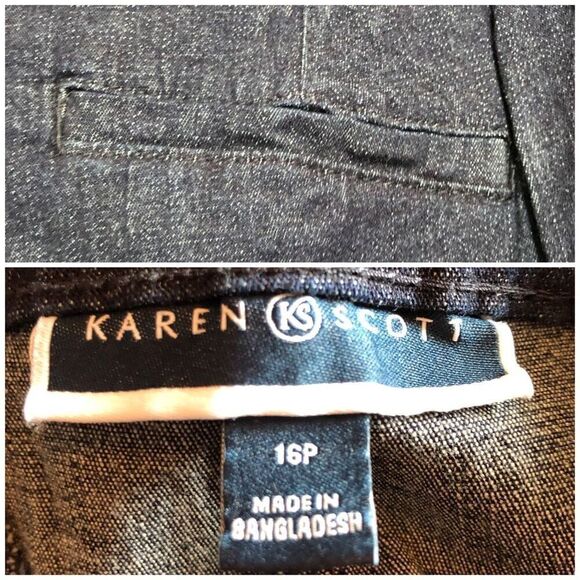 KAREN KS SCOTT
16P
MADE IN
BANGLADESH